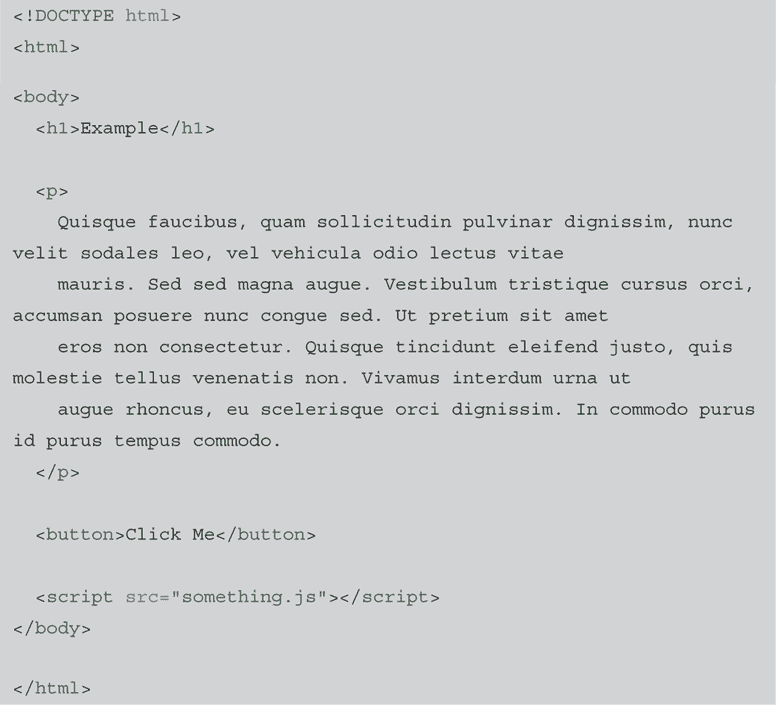 <!DOCTYPE html>
<html>
<body>
<h1>Example</h1>
<p>
Quisque faucibus, quam sollicitudin pulvinar dignissim, nunc
velit sodales leo, vel vehicula odio lectus vitae
mauris. Sed sed magna augue. Vestibulum tristique cursus orci,
accumsan posuere nunc congue sed. Ut pretium sit amet
eros non consectetur. Quisque tincidunt eleifend justo, quis
molestie tellus venenatis non. Vivamus interdum urna ut
augue rhoncus, eu scelerisque orci dignissim. In commodo purus
id purus tempus commodo.
</p>
<button>Click Me</button>
<script src="something.js"></script>
</body>
</html>